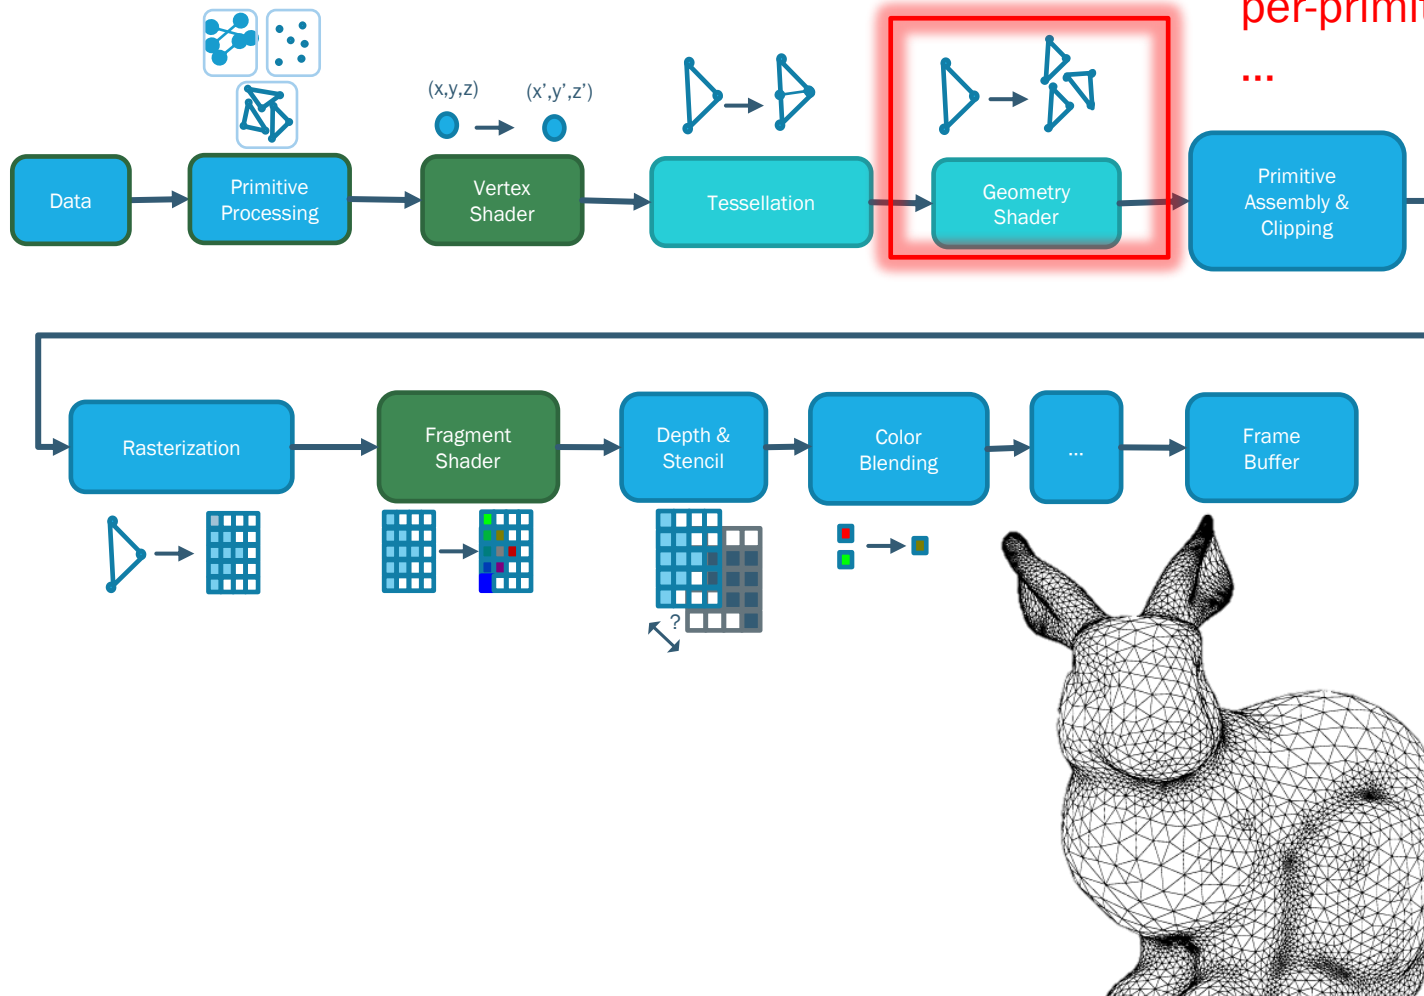 per-primit
...
(x,y,z)
(x',y',z')
Data
Primitive
Processing
Vertex
Shader
Tessellation
Geometry
Shader
Primitive
Assembly &
Clipping
Rasterization
Fragment
Shader
Depth &
Stencil
Color
Blending
...
Frame
Buffer
?